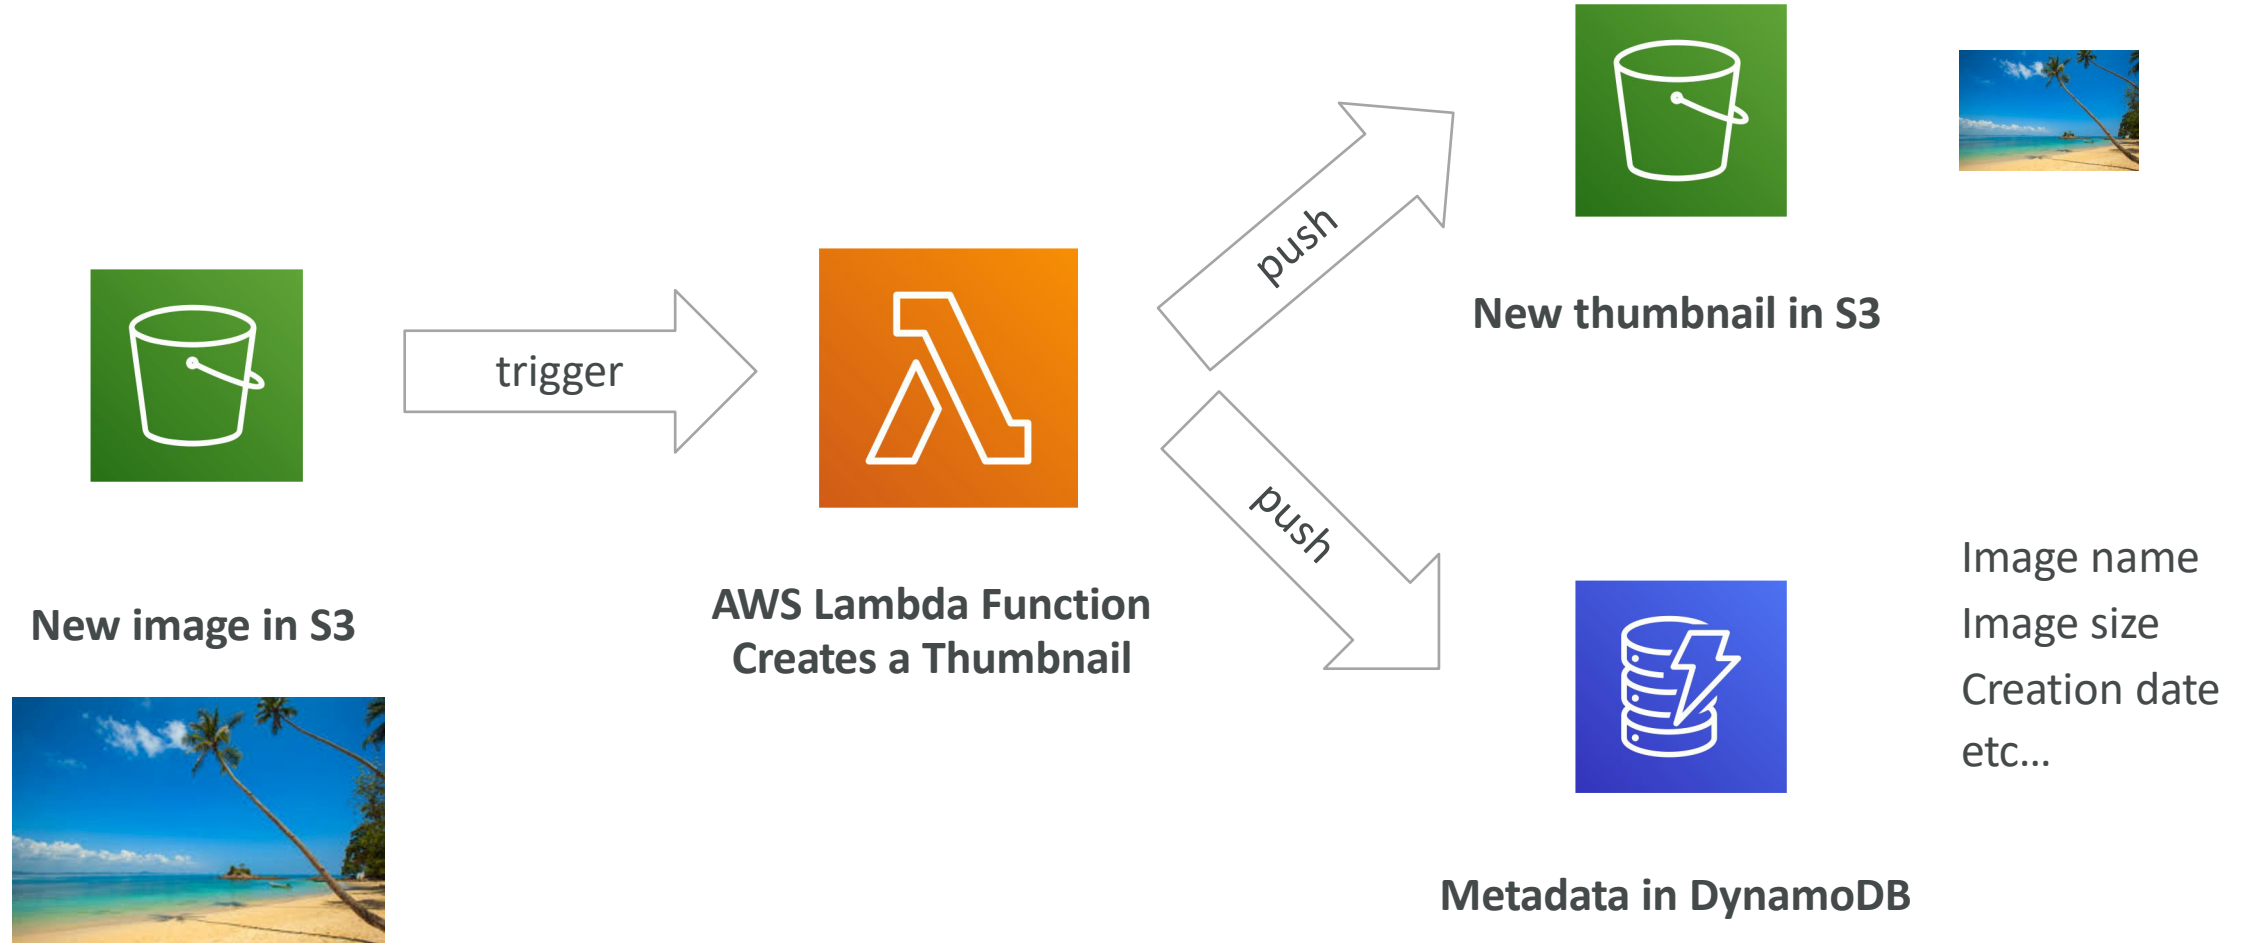 New image in S3
trigger
AWS Lambda Function
Creates a Thumbnail
push
New thumbnail in S3
push
Image name
Image size
Creation date
etc...
Metadata in DynamoDB